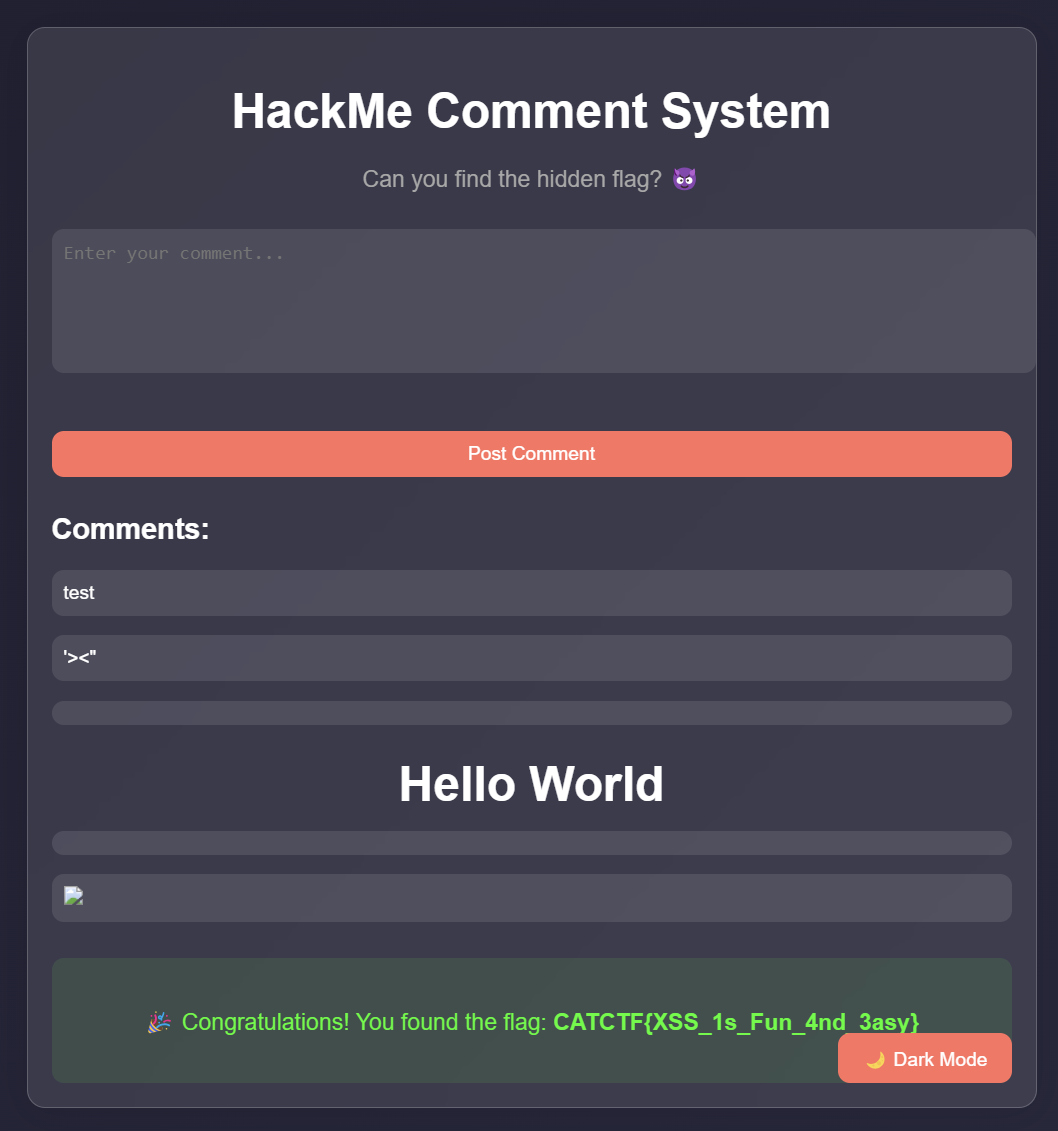 HackMe Comment System
Can you find the hidden flag? 😈
Enter your comment...
Post Comment
Comments:
test
'><"
Hello World
🎉 Congratulations! You found the flag: CATCTF{XSS_1s_Fun_4nd_3asy}
🌙 Dark Mode